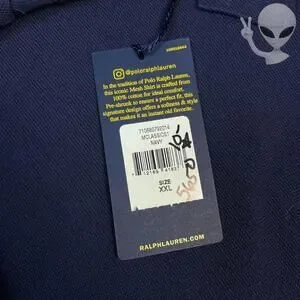 @poloralphlauren
In the tradition of Polo Ralph Lauren,
this iconic Mesh Shirt is crafted from
100% cotton for ideal comfort.
Pre-shrunk to ensure a perfect fit, this
signature design offers a softness & style
that makes it an instant old favorite.
MCLASSICS1
NAVY
SIZE
XXL
565
RALPHLAUREN.COM